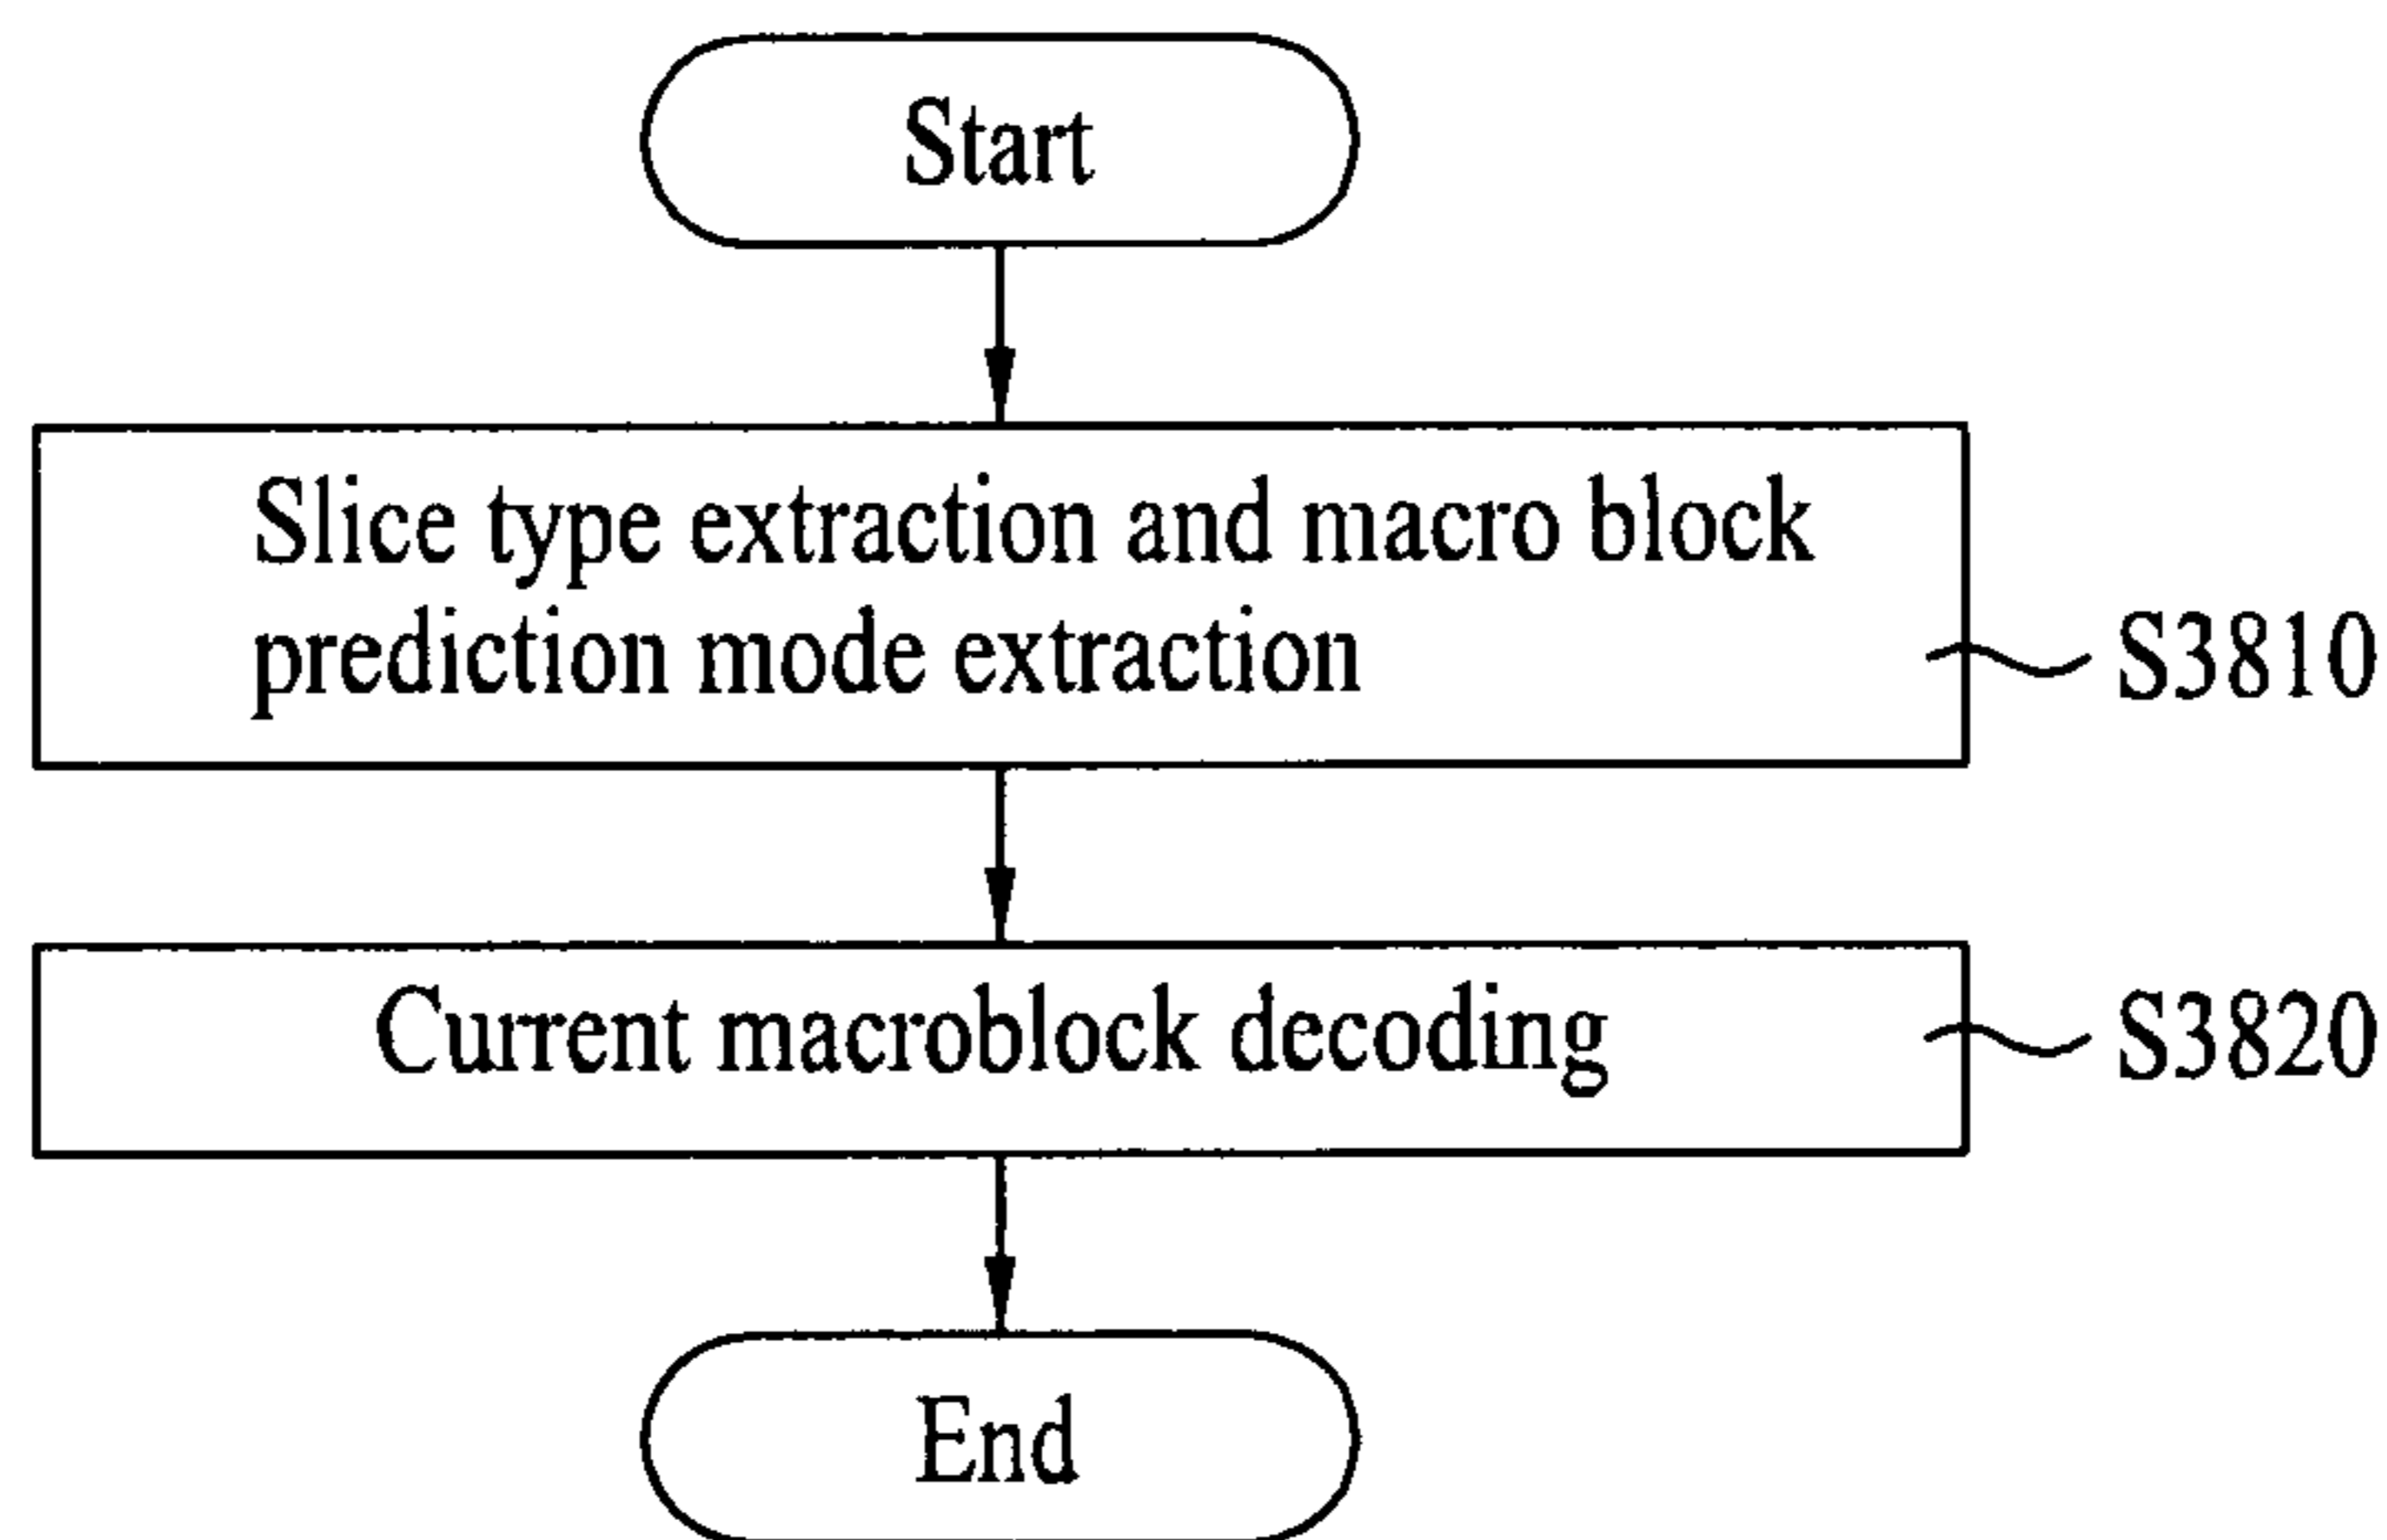 Start
Slice type extraction and macro block
prediction mode extraction
S3810
Current macroblock decoding
S3820
End